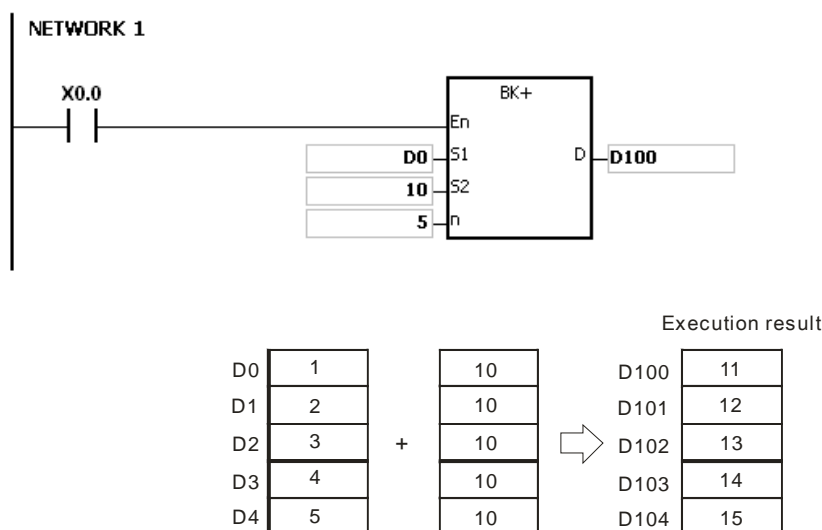 NETWORK 1
X0.0
BK+
En
D0 S1 D D100
10 S2
5 n
Execution result
D0 1 10 D100 11
D1 2 10 D101 12
D2 3 + 10 D102 13
D3 4 10 D103 14
D4 5 10 D104 15